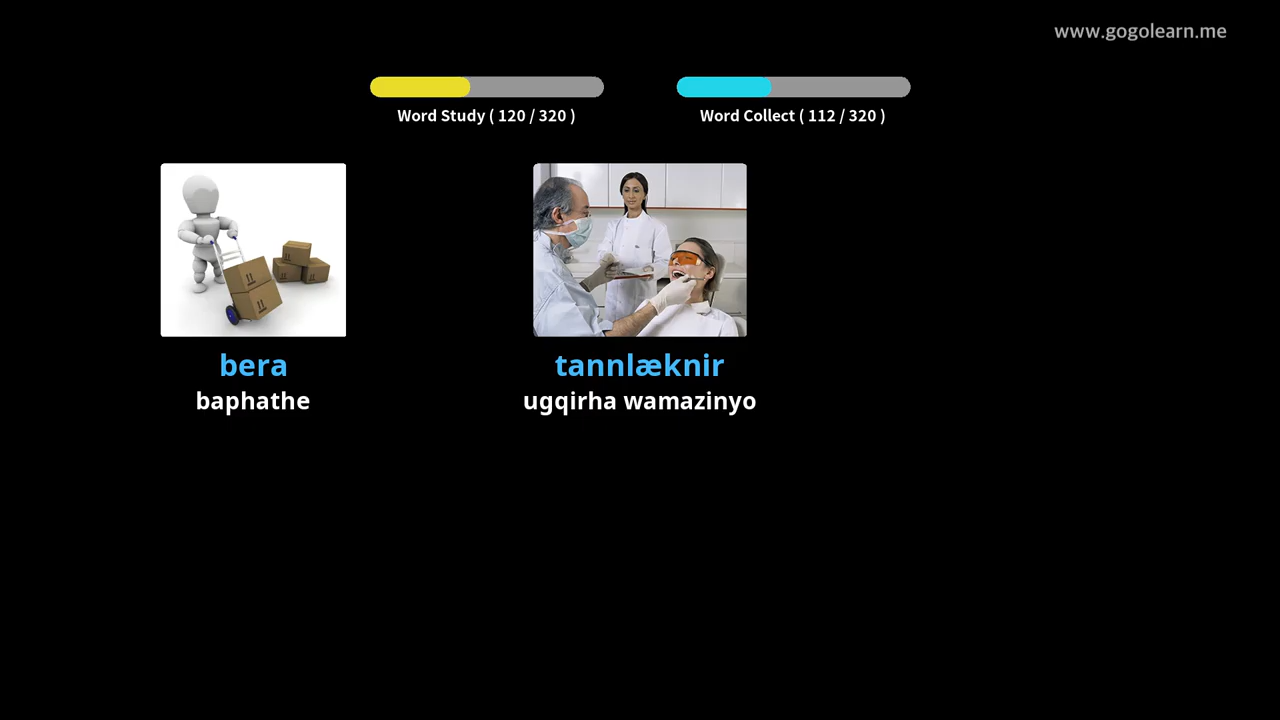 www.gogolearn.me
Word Study ( 120 / 320 )
Word Collect ( 112 / 320 )
bera
baphathe
tannlæknir
ugqirha wamazinyo